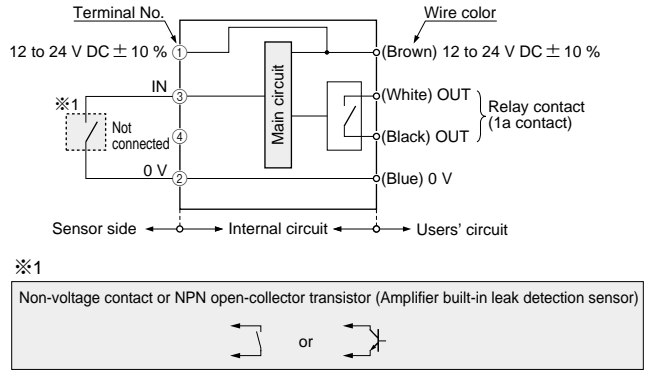 Terminal No.
Wire color
12 to 24 V DC ± 10 % ① (Brown) 12 to 24 V DC ± 10 %
IN ③ (White) OUT
※1
Main circuit
Relay contact
(1a contact)
Not
connected ④ (Black) OUT
0 V ② (Blue) 0 V
Sensor side Internal circuit Users' circuit
※1
Non-voltage contact or NPN open-collector transistor (Amplifier built-in leak detection sensor)
or